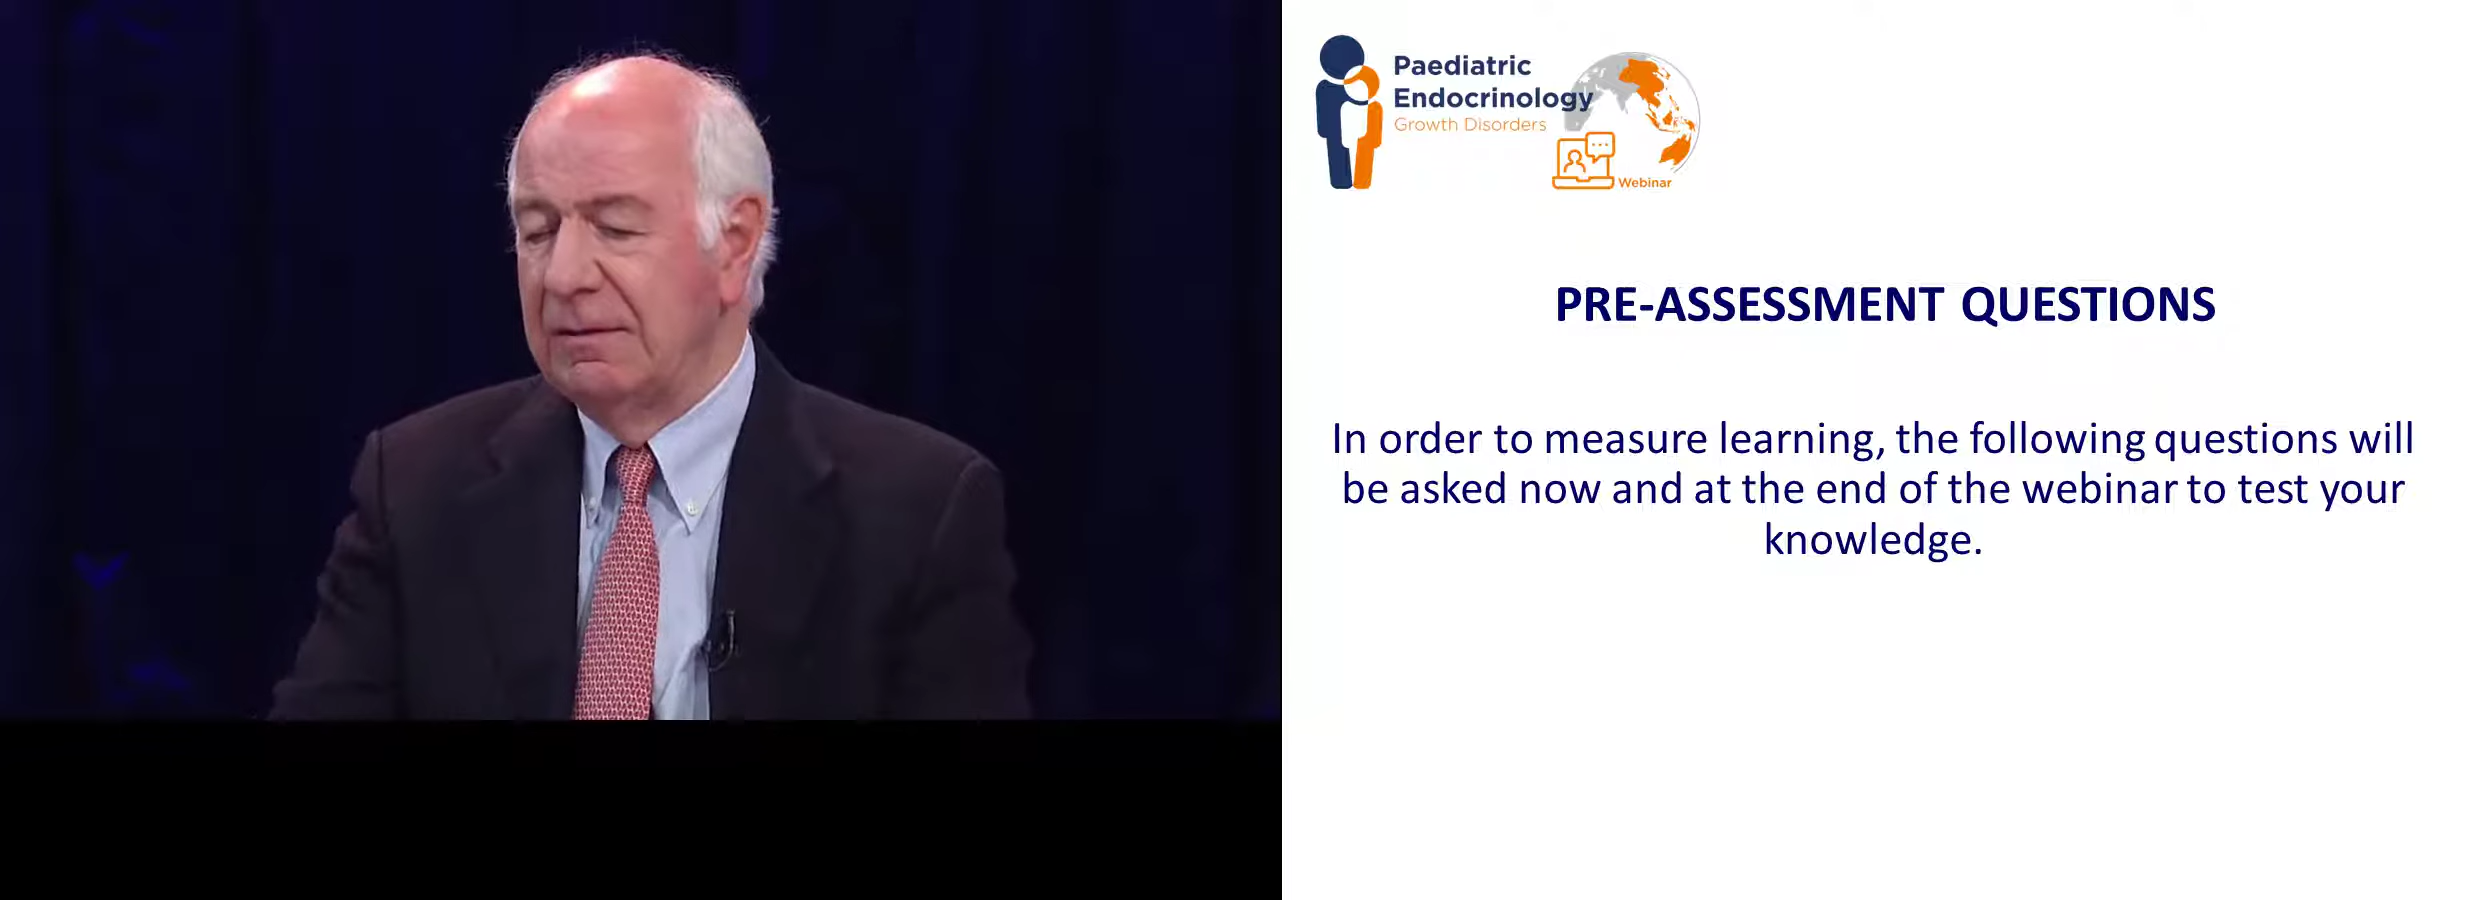 Paediatric
Endocrinology
Growth Disorders
Webinar
PRE-ASSESSMENT QUESTIONS
In order to measure learning, the following questions will
be asked now and at the end of the webinar to test your
knowledge.